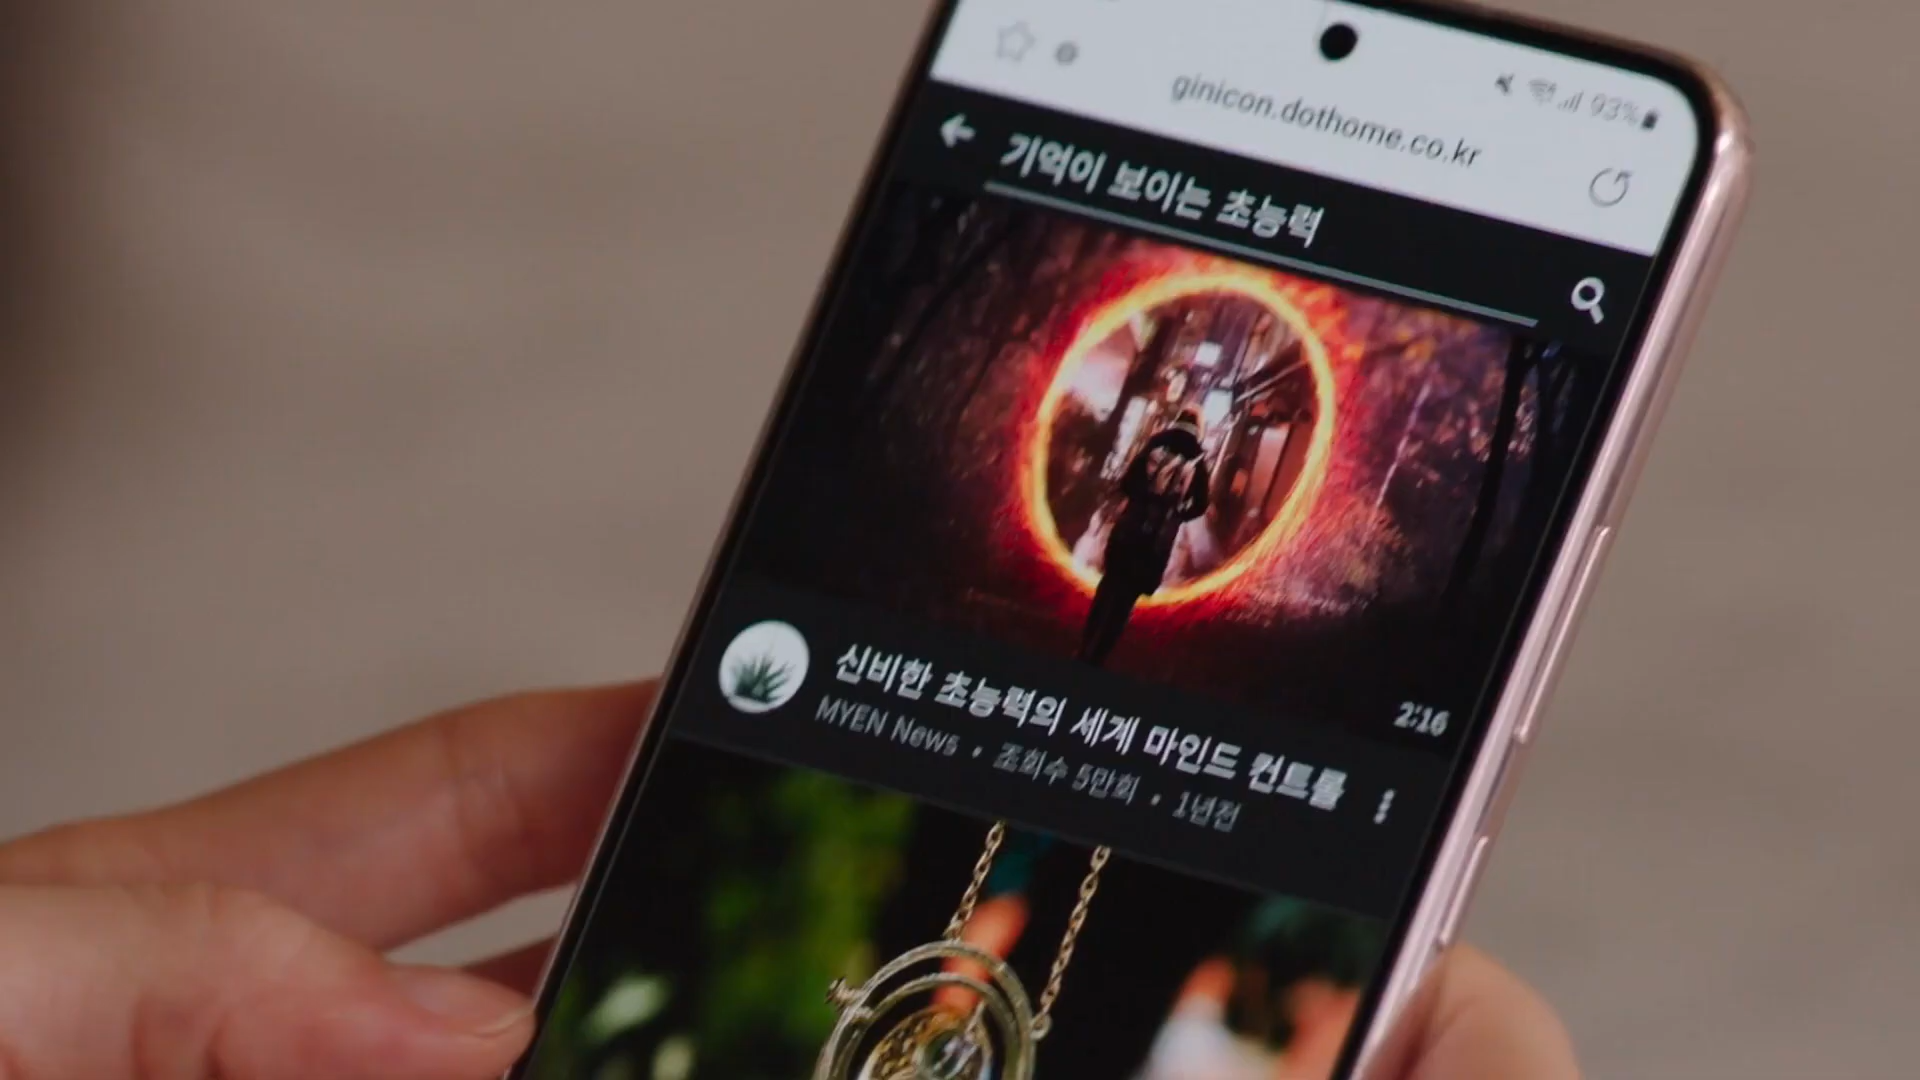 93%
ginicon.dothome.co.kr
기억이 보이는 초능력
2:16
신비한 초능력의 세계 마인드 컨트롤
MYEN News • 조회수 5만회 • 1년전